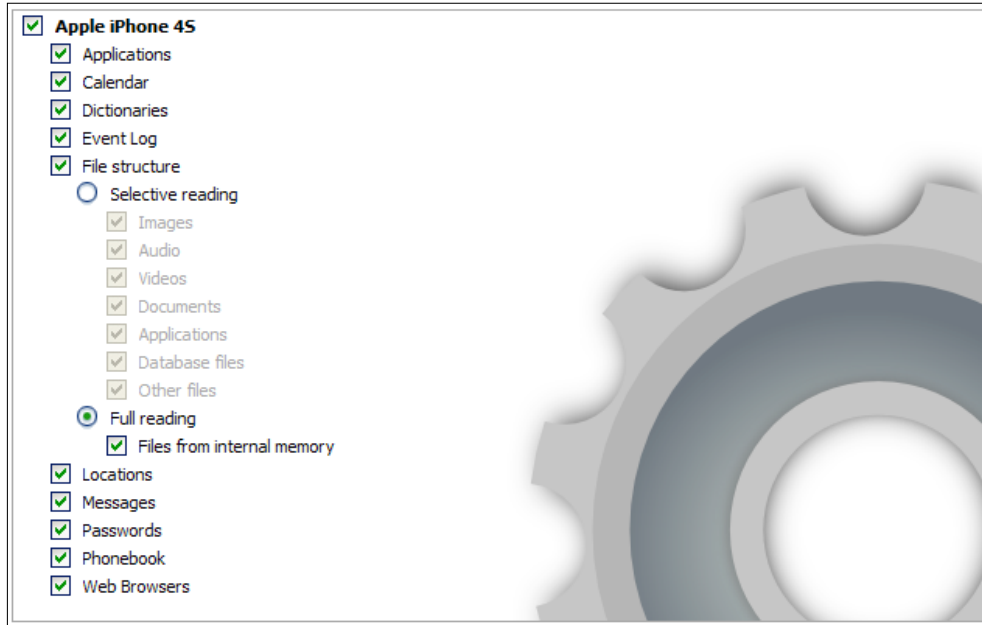 Apple iPhone 4S
Applications
Calendar
Dictionaries
Event Log
File structure
Selective reading
Images
Audio
Videos
Documents
Applications
Database files
Other files
Full reading
Files from internal memory
Locations
Messages
Passwords
Phonebook
Web Browsers